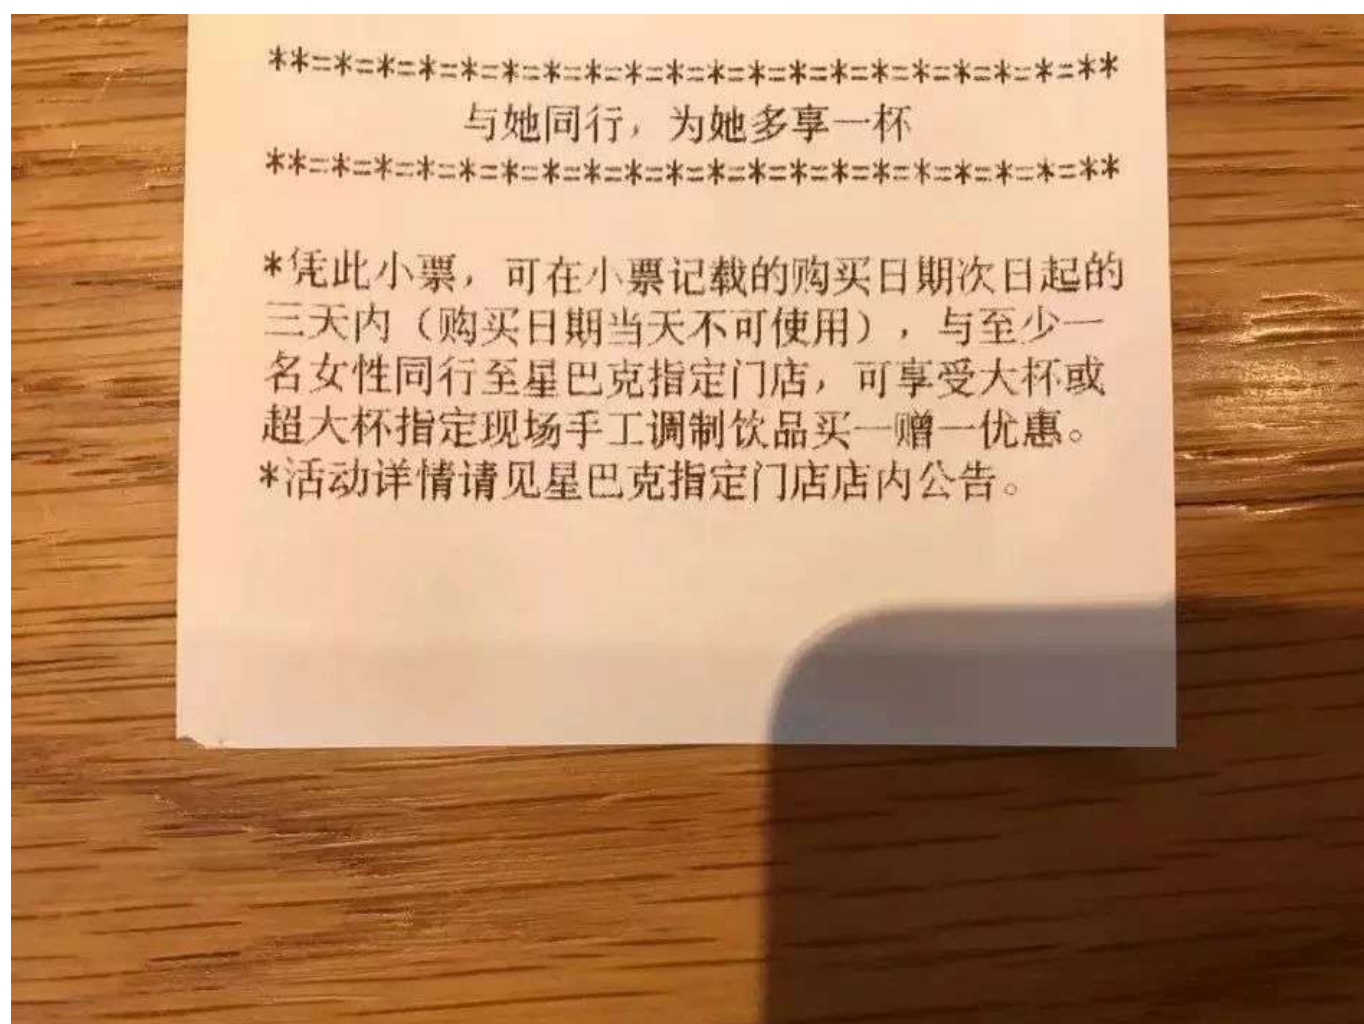 **=*=*=*=*=*=*=*=*=*=*=*=*=*=*=*=*=*=*=**
与她同行，为她多享一杯
**=*=*=*=*=*=*=*=*=*=*=*=*=*=*=*=*=*=*=**
*凭此小票，可在小票记载的购买日期次日起的
三天内（购买日期当天不可使用），与至少一
名女性同行至星巴克指定门店，可享受大杯或
超大杯指定现场手工调制饮品买一赠一优惠。
*活动详情请见星巴克指定门店店内公告。